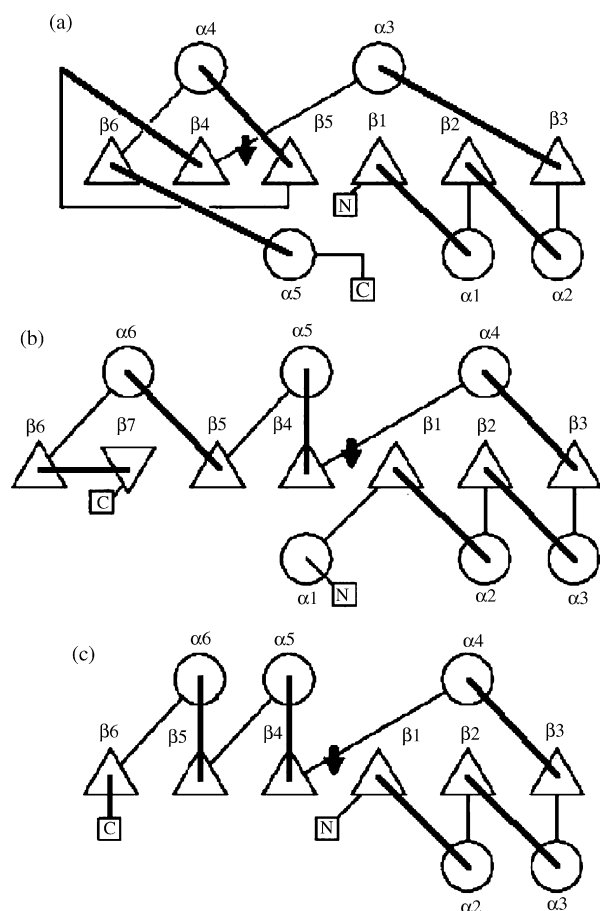 (a)
α4 α3
β6 β4 β5 β1 β2 β3
N
α5 C α1 α2
(b)
α6 α5 α4
β6 β7 β5 β4 β1 β2 β3
C
α1 N α2 α3
(c)
α6 α5 α4
β6 β5 β4 β1 β2 β3
C N
α2 α3